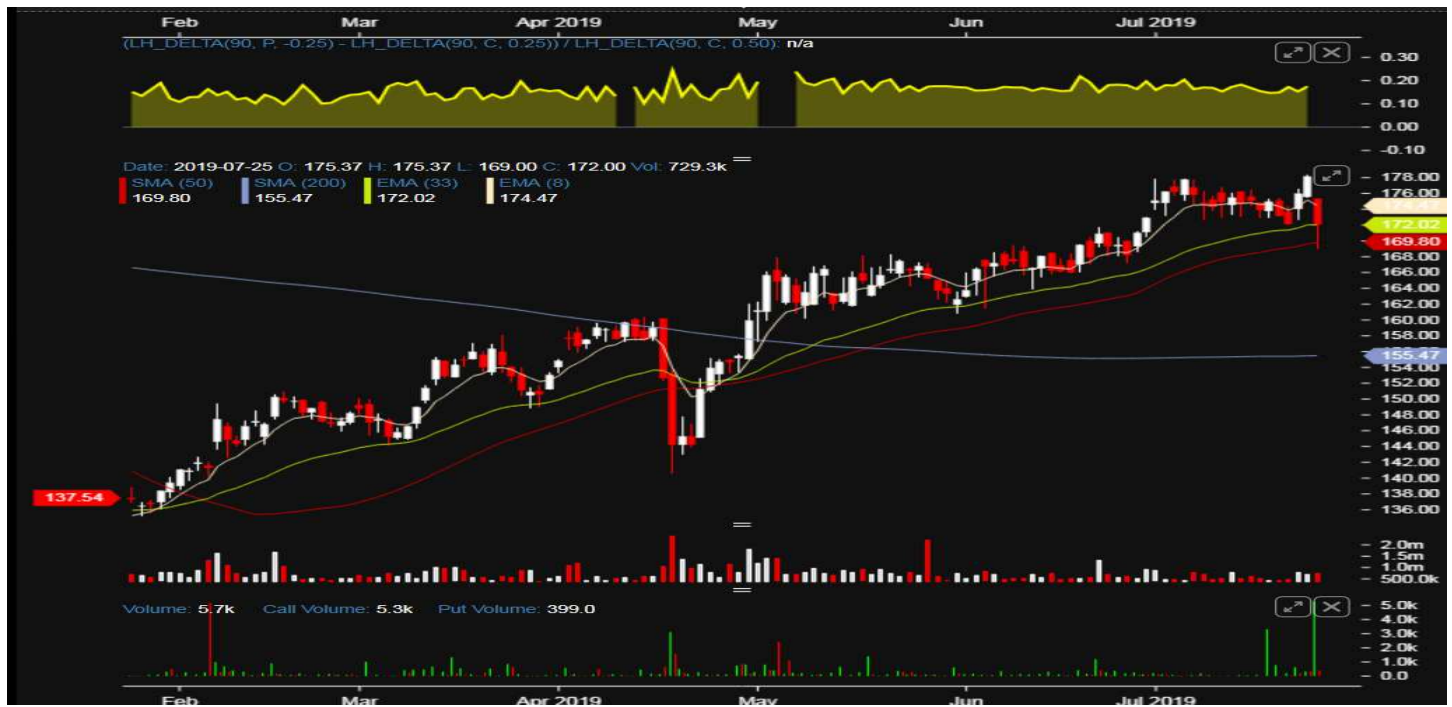 Feb Mar Apr 2019 May Jun Jul 2019
(LH_DELTA(90, P, -0.25) - LH_DELTA(90, C, 0.25)) / LH_DELTA(90, C, 0.50): n/a
0.30
0.20
0.10
0.00
-0.10
Date: 2019-07-25 O: 175.37 H: 175.37 L: 169.00 C: 172.00 Vol: 729.3k
SMA (50) SMA (200) EMA (33) EMA (8)
169.80 155.47 172.02 174.47
178.00
176.00
174.47
172.02
169.80
168.00
166.00
164.00
162.00
160.00
158.00
155.47
154.00
152.00
150.00
148.00
146.00
144.00
142.00
140.00
138.00
137.54
136.00
2.0m
1.5m
1.0m
500.0k
Volume: 5.7k Call Volume: 5.3k Put Volume: 399.0
5.0k
4.0k
3.0k
2.0k
1.0k
0.0
Feb Mar Apr 2019 May Jun Jul 2019